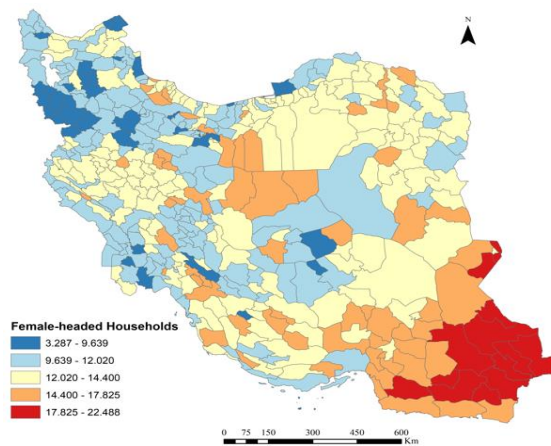 N
Female-headed Households
3.287 - 9.639
9.639 - 12.020
12.020 - 14.400
14.400 - 17.825
17.825 - 22.488
0 75 150 300 450 600
Km